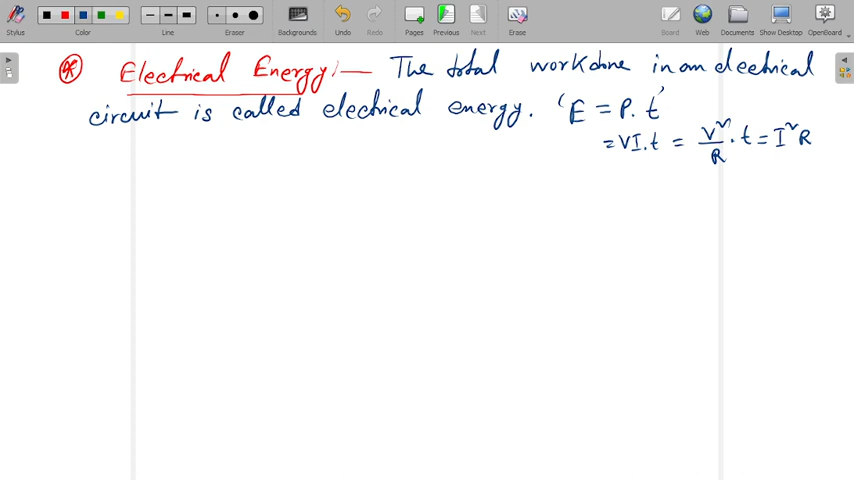 Stylus Color Line Eraser Backgrounds Undo Redo Pages Previous Next Erase Board Web Documents Show Desktop OpenBoard
Electrical Energy :— The total workdone in an electrical
circuit is called electrical energy. 'E = P. t'
= VI. t = V²/R . t = I²R